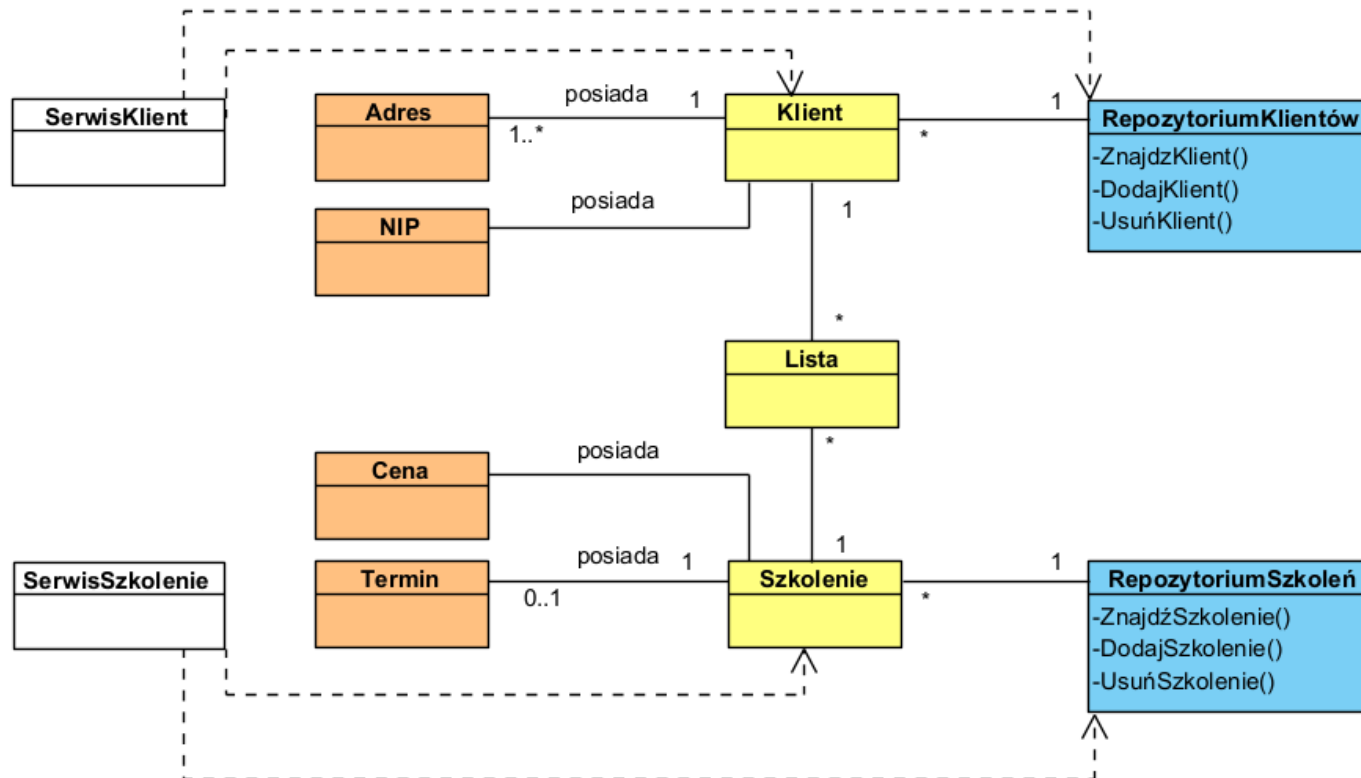 SerwisKlient
Adres
posiada
1
1..*
Klient
1
*
RepozytoriumKlientów
-ZnajdzKlient()
-DodajKlient()
-UsuńKlient()
NIP
posiada
1
*
Lista
*
1
Cena
posiada
SerwisSzkolenie
Termin
posiada
1
0..1
Szkolenie
1
*
RepozytoriumSzkoleń
-ZnajdźSzkolenie()
-DodajSzkolenie()
-UsuńSzkolenie()